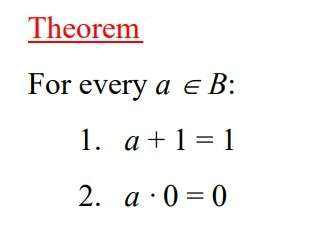 Theorem
For every a ∈ B:
1. a + 1 = 1
2. a · 0 = 0